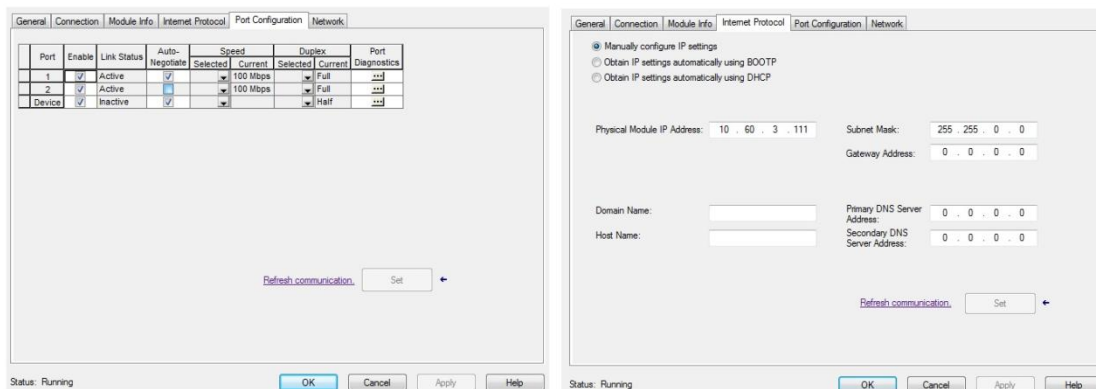 General Connection Module Info Internet Protocol Port Configuration Network
Port Enable Link Status Auto-Negotiate Speed Duplex Port Diagnostics
Selected Current Selected Current
1 Active 100 Mbps Full ...
2 Active 100 Mbps Full ...
Device Inactive Half ...
Refresh communication. Set
Status: Running OK Cancel Apply Help
General Connection Module Info Internet Protocol Port Configuration Network
Manually configure IP settings
Obtain IP settings automatically using BOOTP
Obtain IP settings automatically using DHCP
Physical Module IP Address: 10 . 60 . 3 . 111 Subnet Mask: 255 . 255 . 0 . 0
Gateway Address: 0 . 0 . 0 . 0
Domain Name: Primary DNS Server Address: 0 . 0 . 0 . 0
Host Name: Secondary DNS Server Address: 0 . 0 . 0 . 0
Refresh communication. Set
Status: Running OK Cancel Apply Help